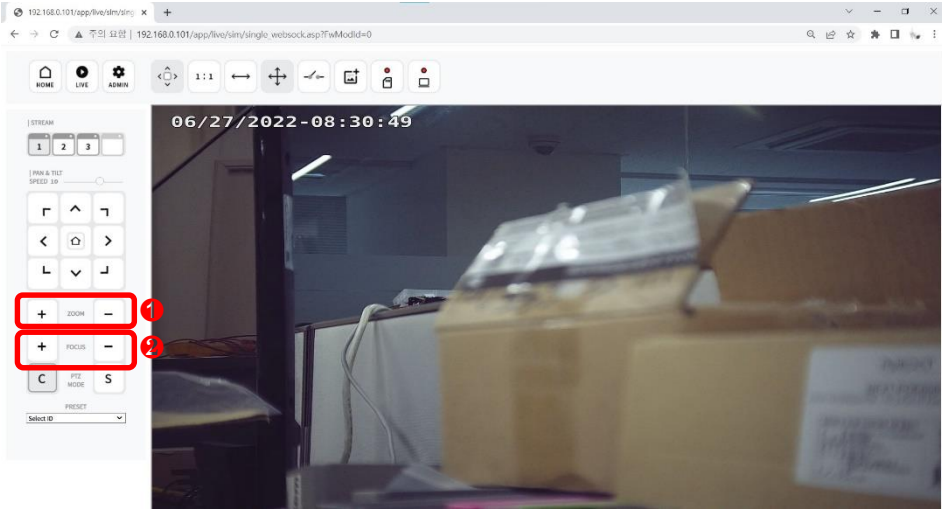 192.168.0.101/app/live/sim/sing
주의 요함 | 192.168.0.101/app/live/sim/single_websock.asp?FwModId=0
HOME LIVE ADMIN 1:1
| STREAM
1 2 3
| PAN & TILT
SPEED 10
+ ZOOM − 1
+ FOCUS − 2
C PTZ MODE S
PRESET
Select ID
06/27/2022-08:30:49